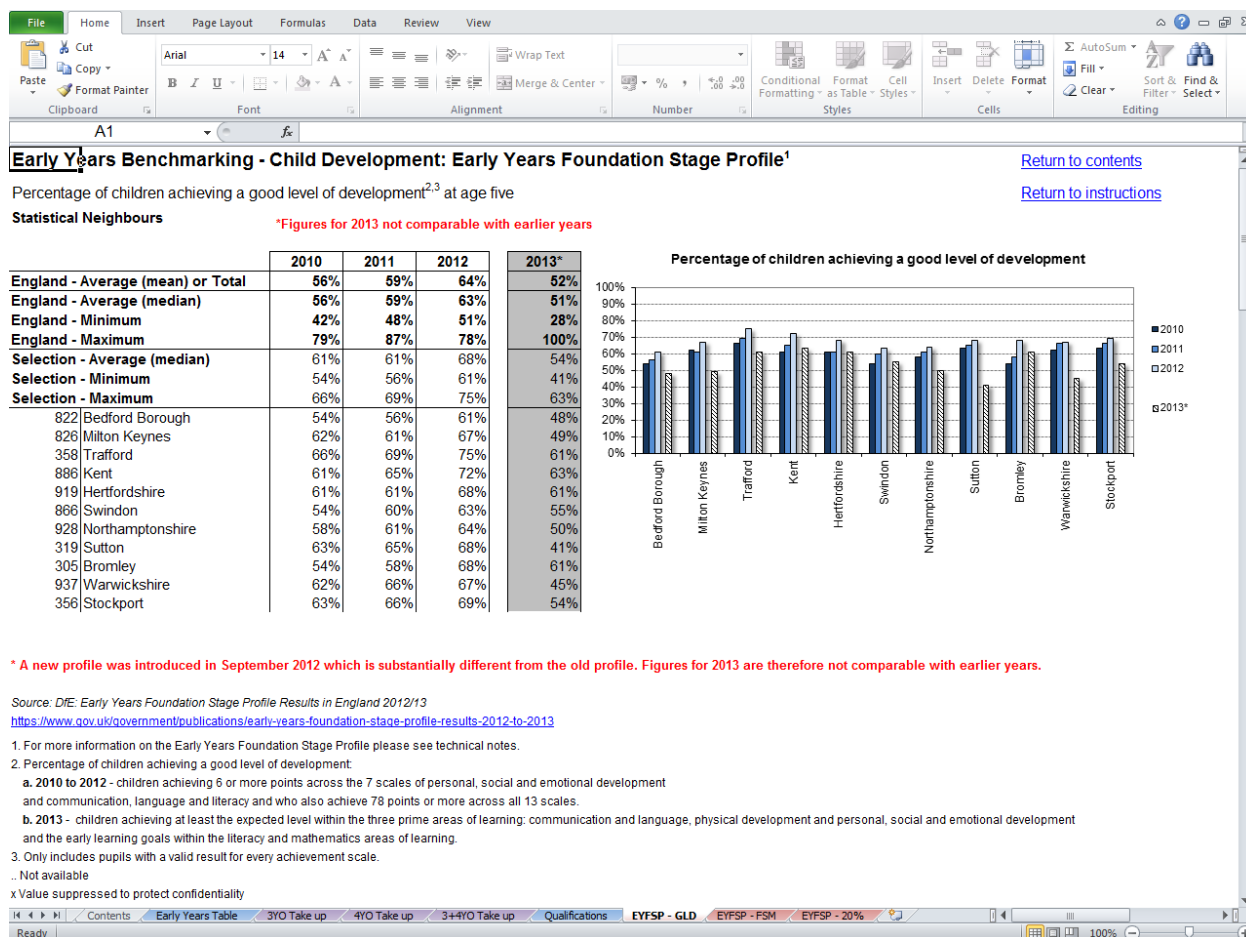 File Home Insert Page Layout Formulas Data Review View
Cut
Copy
Format Painter
Paste
Clipboard
Arial 14
B I U
Font
Wrap Text
Merge & Center
Alignment
Number
Conditional Formatting
Format as Table
Cell Styles
Styles
Insert Delete Format
Cells
Σ AutoSum
Fill
Clear
Sort & Filter
Find & Select
Editing
A1 fx
Early Years Benchmarking - Child Development: Early Years Foundation Stage Profile1
Return to contents
Percentage of children achieving a good level of development2,3 at age five
Return to instructions
Statistical Neighbours
*Figures for 2013 not comparable with earlier years
2010 2011 2012 2013*
England - Average (mean) or Total 56% 59% 64% 52%
England - Average (median) 56% 59% 63% 51%
England - Minimum 42% 48% 51% 28%
England - Maximum 79% 87% 78% 100%
Selection - Average (median) 61% 61% 68% 54%
Selection - Minimum 54% 56% 61% 41%
Selection - Maximum 66% 69% 75% 63%
822 Bedford Borough 54% 56% 61% 48%
826 Milton Keynes 62% 61% 67% 49%
358 Trafford 66% 69% 75% 61%
886 Kent 61% 65% 72% 63%
919 Hertfordshire 61% 61% 68% 61%
866 Swindon 54% 60% 63% 55%
928 Northamptonshire 58% 61% 64% 50%
319 Sutton 63% 65% 68% 41%
305 Bromley 54% 58% 68% 61%
937 Warwickshire 62% 66% 67% 45%
356 Stockport 63% 66% 69% 54%
Percentage of children achieving a good level of development
100%
90%
80%
70%
60%
50%
40%
30%
20%
10%
0%
Bedford Borough
Milton Keynes
Trafford
Kent
Hertfordshire
Swindon
Northamptonshire
Sutton
Bromley
Warwickshire
Stockport
2010
2011
2012
2013*
* A new profile was introduced in September 2012 which is substantially different from the old profile. Figures for 2013 are therefore not comparable with earlier years.
Source: DfE: Early Years Foundation Stage Profile Results in England 2012/13
https://www.gov.uk/government/publications/early-years-foundation-stage-profile-results-2012-to-2013
1. For more information on the Early Years Foundation Stage Profile please see technical notes.
2. Percentage of children achieving a good level of development:
a. 2010 to 2012 - children achieving 6 or more points across the 7 scales of personal, social and emotional development
and communication, language and literacy and who also achieve 78 points or more across all 13 scales.
b. 2013 - children achieving at least the expected level within the three prime areas of learning: communication and language, physical development and personal, social and emotional development
and the early learning goals within the literacy and mathematics areas of learning.
3. Only includes pupils with a valid result for every achievement scale.
.. Not available
x Value suppressed to protect confidentiality
Contents Early Years Table 3YO Take up 4YO Take up 3+4YO Take up Qualifications EYFSP - GLD EYFSP - FSM EYFSP - 20%
Ready 100%